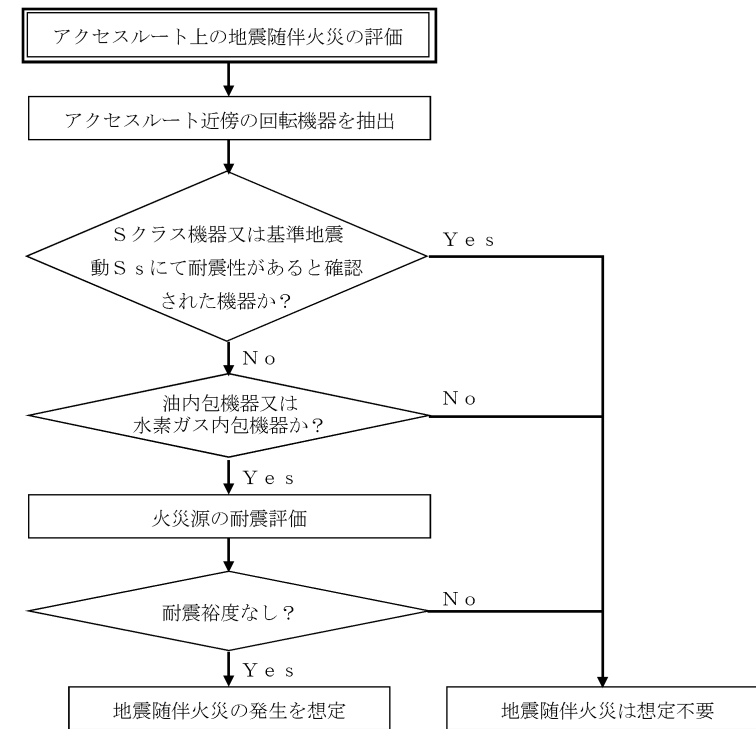 アクセスルート上の地震随伴火災の評価
アクセスルート近傍の回転機器を抽出
Ｓクラス機器又は基準地震
動Ｓｓにて耐震性があると確認
された機器か？
Ｙｅｓ
Ｎｏ
油内包機器又は
水素ガス内包機器か？
Ｎｏ
Ｙｅｓ
火災源の耐震評価
耐震裕度なし？
Ｎｏ
Ｙｅｓ
地震随伴火災の発生を想定
地震随伴火災は想定不要